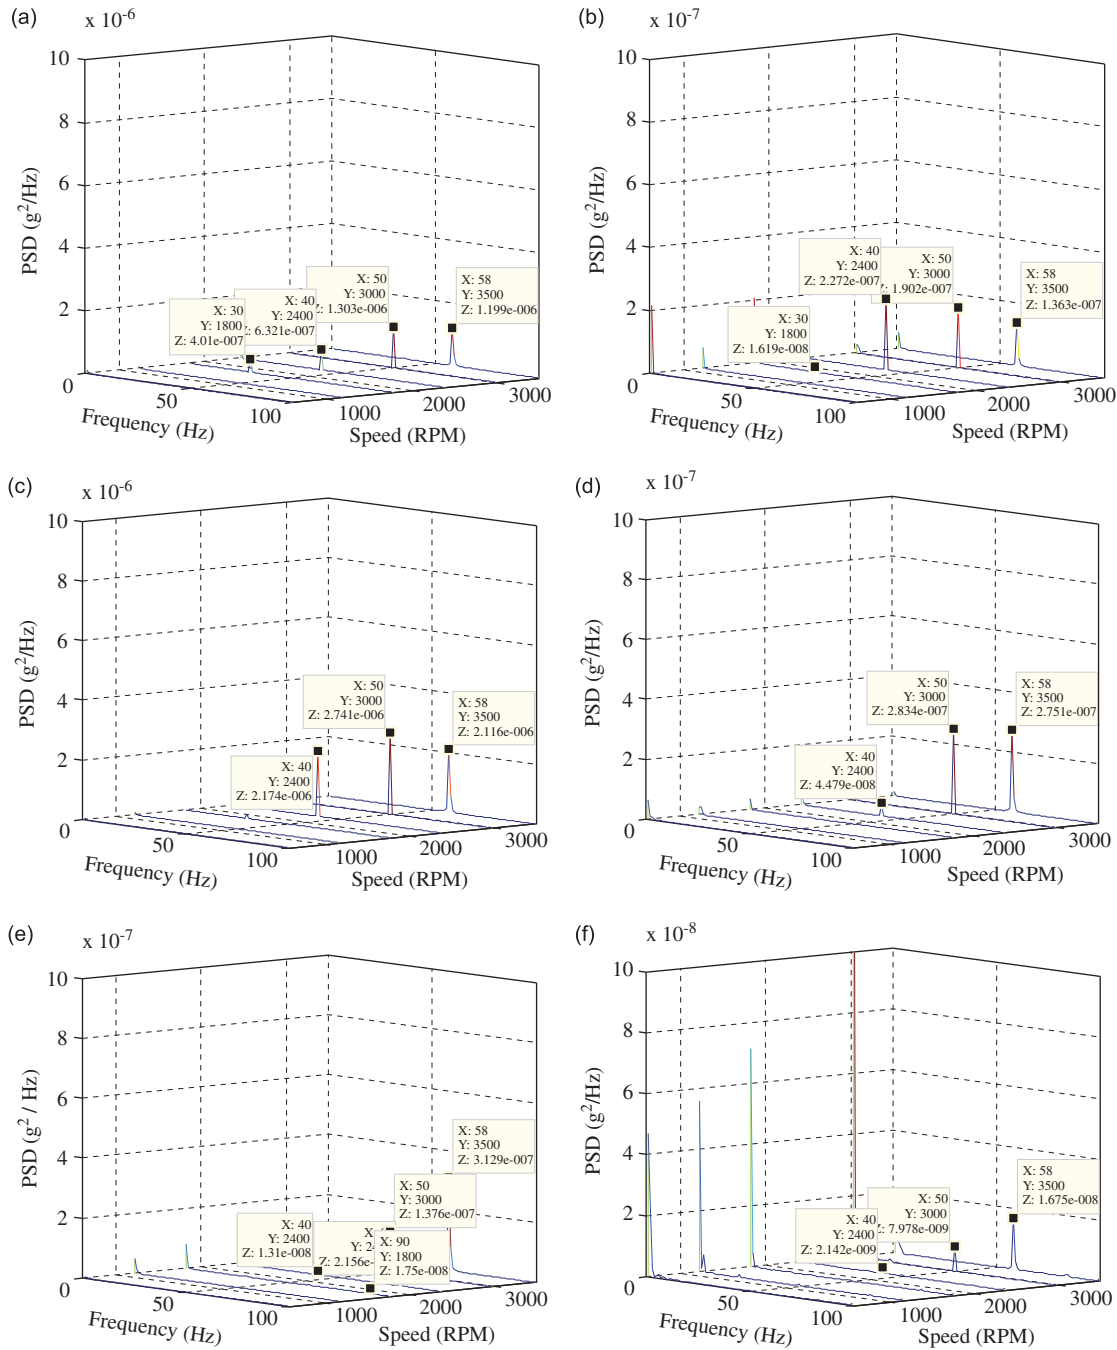 (a)
x 10-6
10
8
6
4
2
0
PSD (g2/Hz)
X: 30
Y: 1800
Z: 4.01e-007
X: 40
Y: 2400
Z: 6.321e-007
X: 50
Y: 3000
Z: 1.303e-006
X: 58
Y: 3500
Z: 1.199e-006
50
100
Frequency (Hz)
1000
2000
3000
Speed (RPM)
(b)
x 10-7
10
8
6
4
2
0
PSD (g2/Hz)
X: 30
Y: 1800
Z: 1.619e-008
X: 40
Y: 2400
Z: 2.272e-007
X: 50
Y: 3000
Z: 1.902e-007
X: 58
Y: 3500
Z: 1.363e-007
50
100
Frequency (Hz)
1000
2000
3000
Speed (RPM)
(c)
x 10-6
10
8
6
4
2
0
PSD (g2/Hz)
X: 40
Y: 2400
Z: 2.174e-006
X: 50
Y: 3000
Z: 2.741e-006
X: 58
Y: 3500
Z: 2.116e-006
50
100
Frequency (Hz)
1000
2000
3000
Speed (RPM)
(d)
x 10-7
10
8
6
4
2
0
PSD (g2/Hz)
X: 40
Y: 2400
Z: 4.479e-008
X: 50
Y: 3000
Z: 2.834e-007
X: 58
Y: 3500
Z: 2.751e-007
50
100
Frequency (Hz)
1000
2000
3000
Speed (RPM)
(e)
x 10-7
10
8
6
4
2
0
PSD (g2 / Hz)
X: 40
Y: 2400
Z: 1.31e-008
X
Y: 24
Z: 2.156e-
X: 90
Y: 1800
Z: 1.75e-008
X: 50
Y: 3000
Z: 1.376e-007
X: 58
Y: 3500
Z: 3.129e-007
50
100
Frequency (Hz)
1000
2000
3000
Speed (RPM)
(f)
x 10-8
10
8
6
4
2
0
PSD (g2/Hz)
X: 40
Y: 2400
Z: 2.142e-009
X: 50
Y: 3000
Z: 7.978e-009
X: 58
Y: 3500
Z: 1.675e-008
50
100
Frequency (Hz)
1000
2000
3000
Speed (RPM)